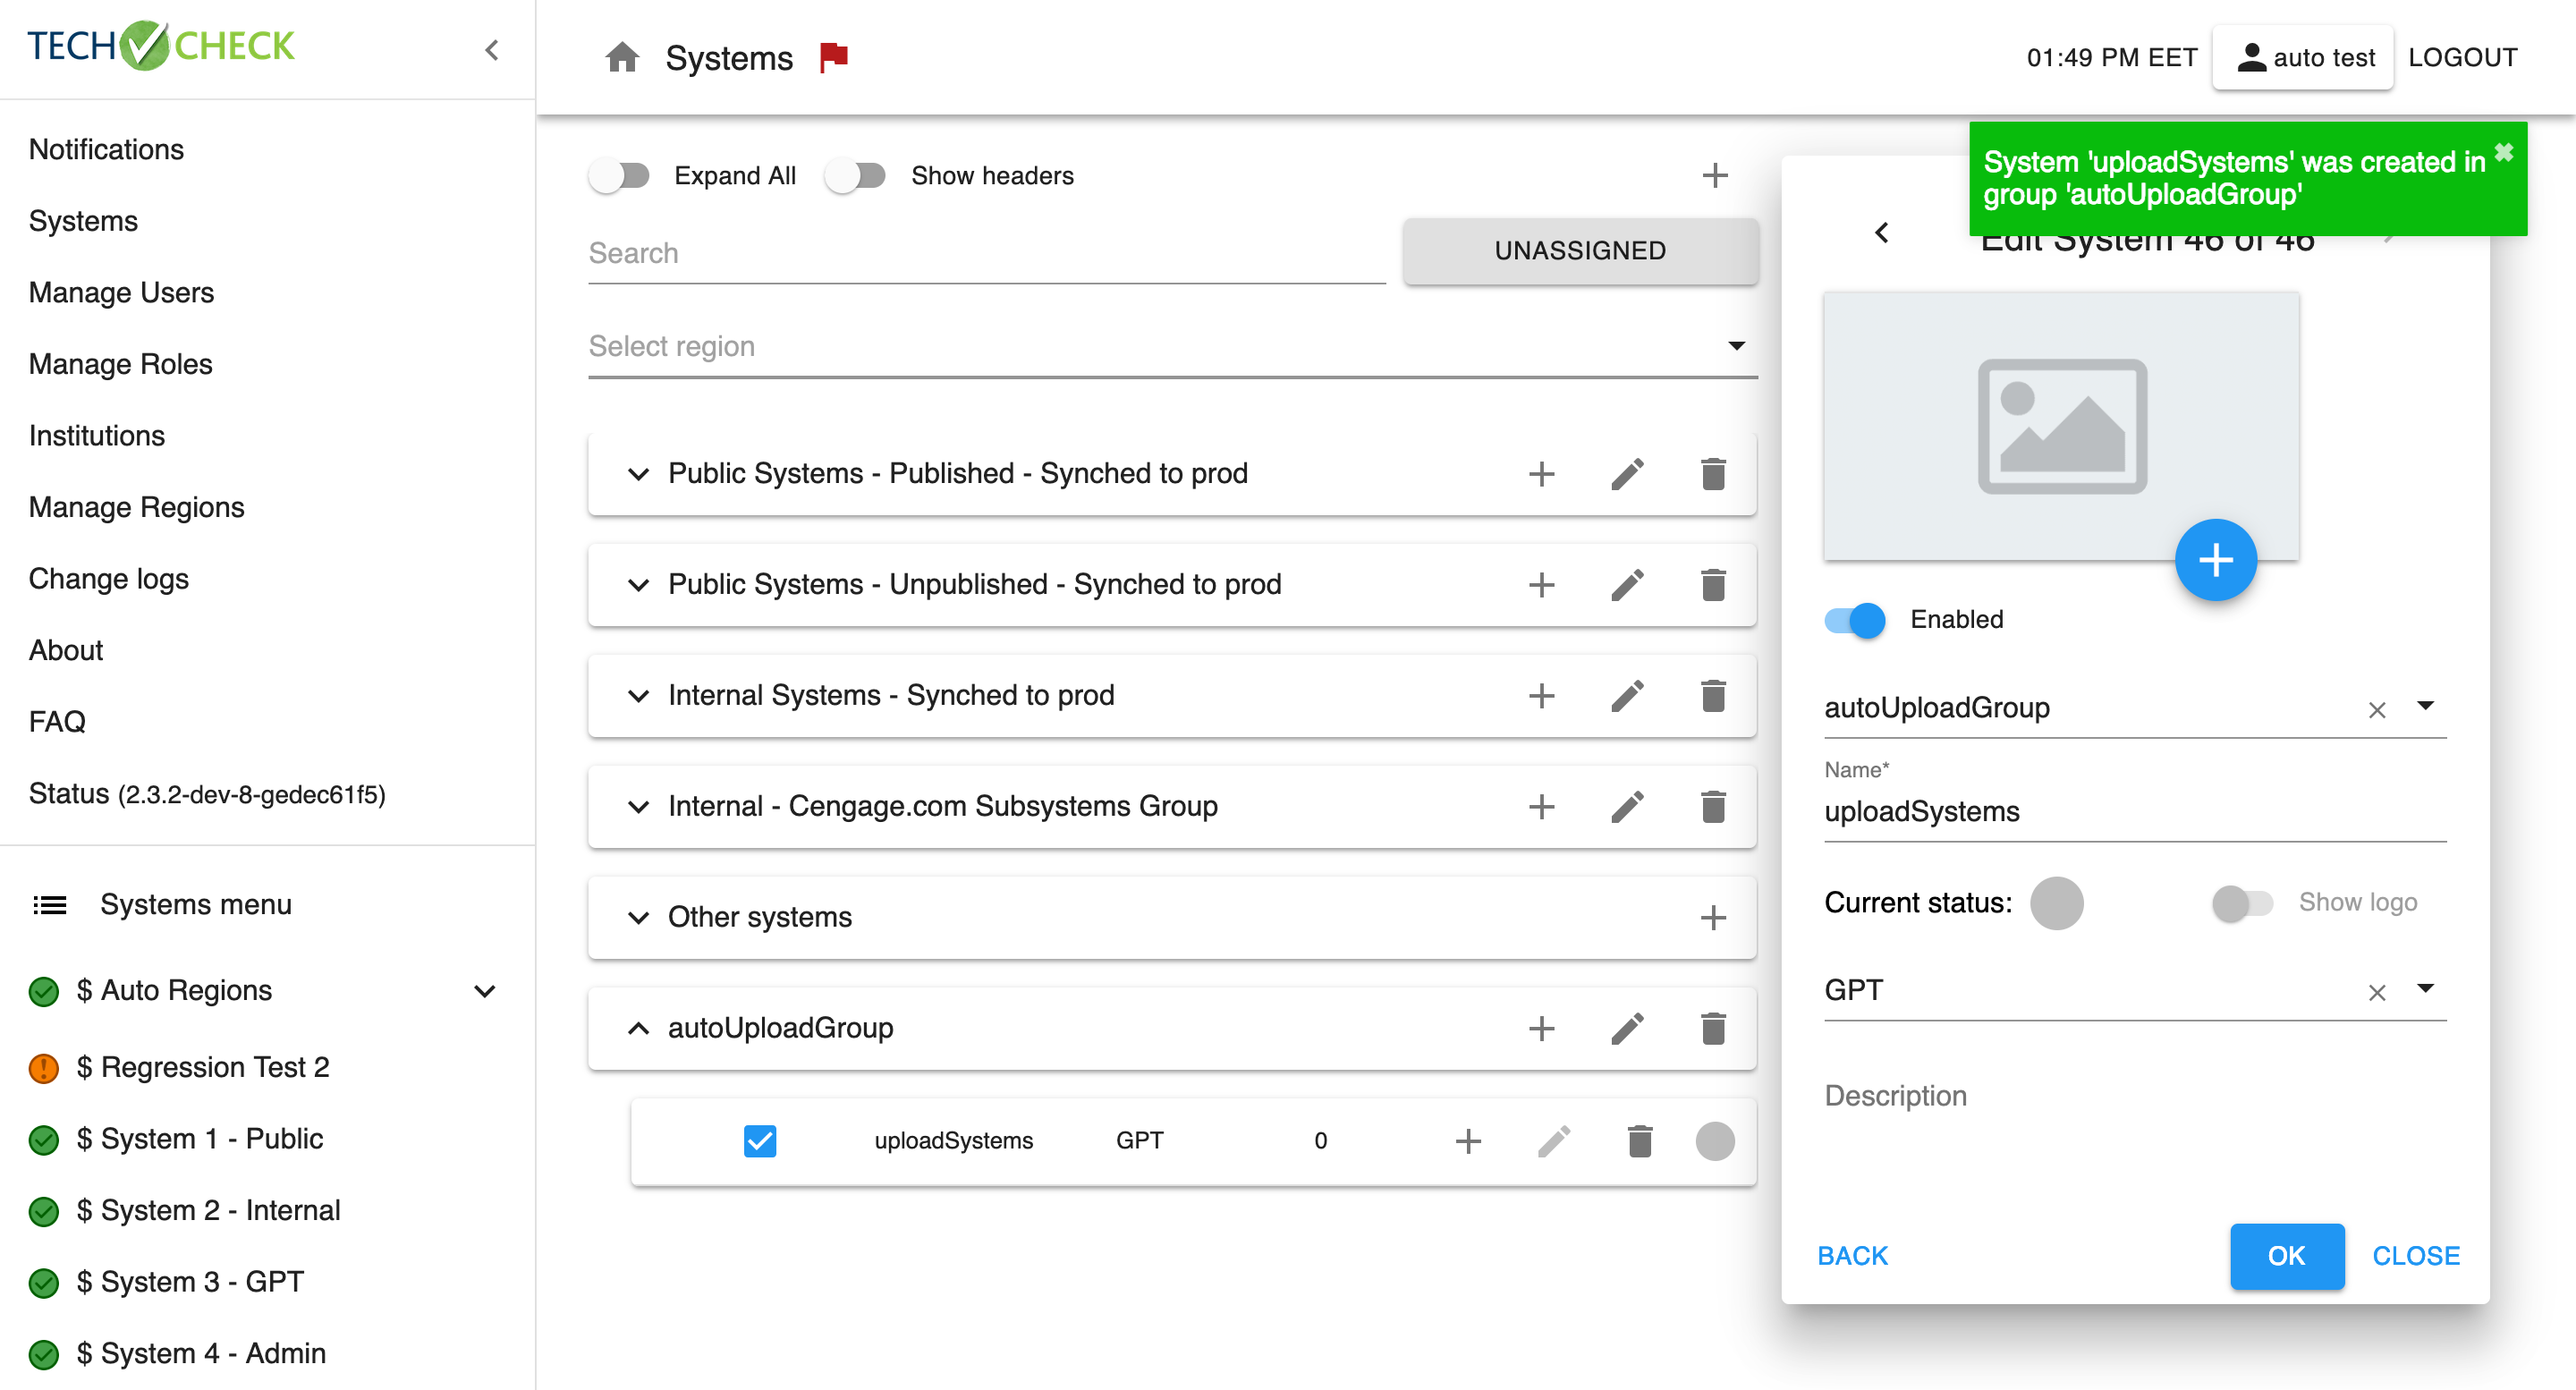 TECH CHECK
Notifications
Systems
Manage Users
Manage Roles
Institutions
Manage Regions
Change logs
About
FAQ
Status (2.3.2-dev-8-gedec61f5)
Systems menu
$ Auto Regions
$ Regression Test 2
$ System 1 - Public
$ System 2 - Internal
$ System 3 - GPT
$ System 4 - Admin
Systems
01:49 PM EET
auto test
LOGOUT
Expand All
Show headers
Search
UNASSIGNED
Select region
Public Systems - Published - Synched to prod
Public Systems - Unpublished - Synched to prod
Internal Systems - Synched to prod
Internal - Cengage.com Subsystems Group
Other systems
autoUploadGroup
uploadSystems GPT 0
System 'uploadSystems' was created in
group 'autoUploadGroup'
Edit System 46 of 46
Enabled
autoUploadGroup
Name*
uploadSystems
Current status:
Show logo
GPT
Description
BACK
OK
CLOSE